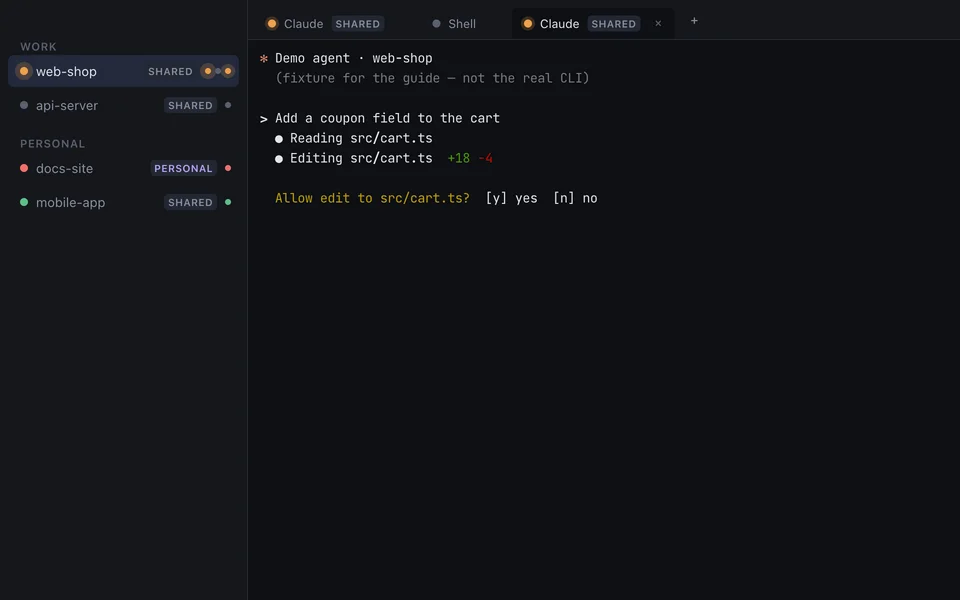 WORK
web-shop SHARED
api-server SHARED
PERSONAL
docs-site PERSONAL
mobile-app SHARED
Claude SHARED Shell Claude SHARED × +
* Demo agent · web-shop
(fixture for the guide — not the real CLI)
> Add a coupon field to the cart
● Reading src/cart.ts
● Editing src/cart.ts +18 -4
Allow edit to src/cart.ts? [y] yes [n] no